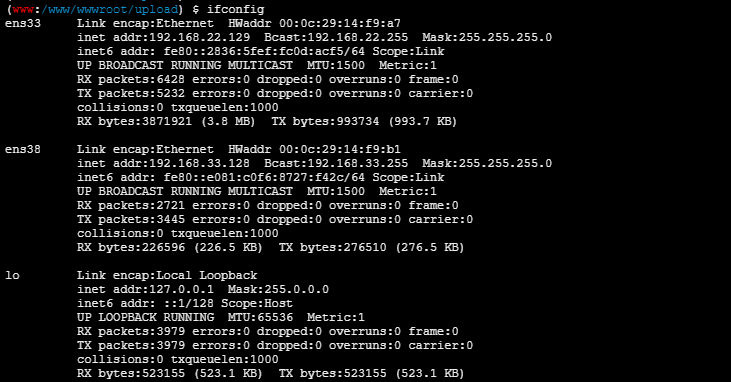 (www:/www/wwwroot/upload) $ ifconfig
ens33     Link encap:Ethernet  HWaddr 00:0c:29:14:f9:a7
          inet addr:192.168.22.129  Bcast:192.168.22.255  Mask:255.255.255.0
          inet6 addr: fe80::2836:5fef:fc0d:acf5/64 Scope:Link
          UP BROADCAST RUNNING MULTICAST  MTU:1500  Metric:1
          RX packets:6428 errors:0 dropped:0 overruns:0 frame:0
          TX packets:5232 errors:0 dropped:0 overruns:0 carrier:0
          collisions:0 txqueuelen:1000
          RX bytes:3871921 (3.8 MB)  TX bytes:993734 (993.7 KB)
ens38     Link encap:Ethernet  HWaddr 00:0c:29:14:f9:b1
          inet addr:192.168.33.128  Bcast:192.168.33.255  Mask:255.255.255.0
          inet6 addr: fe80::e081:c0f6:8727:f42c/64 Scope:Link
          UP BROADCAST RUNNING MULTICAST  MTU:1500  Metric:1
          RX packets:2721 errors:0 dropped:0 overruns:0 frame:0
          TX packets:3445 errors:0 dropped:0 overruns:0 carrier:0
          collisions:0 txqueuelen:1000
          RX bytes:226596 (226.5 KB)  TX bytes:276510 (276.5 KB)
lo        Link encap:Local Loopback
          inet addr:127.0.0.1  Mask:255.0.0.0
          inet6 addr: ::1/128 Scope:Host
          UP LOOPBACK RUNNING  MTU:65536  Metric:1
          RX packets:3979 errors:0 dropped:0 overruns:0 frame:0
          TX packets:3979 errors:0 dropped:0 overruns:0 carrier:0
          collisions:0 txqueuelen:1000
          RX bytes:523155 (523.1 KB)  TX bytes:523155 (523.1 KB)